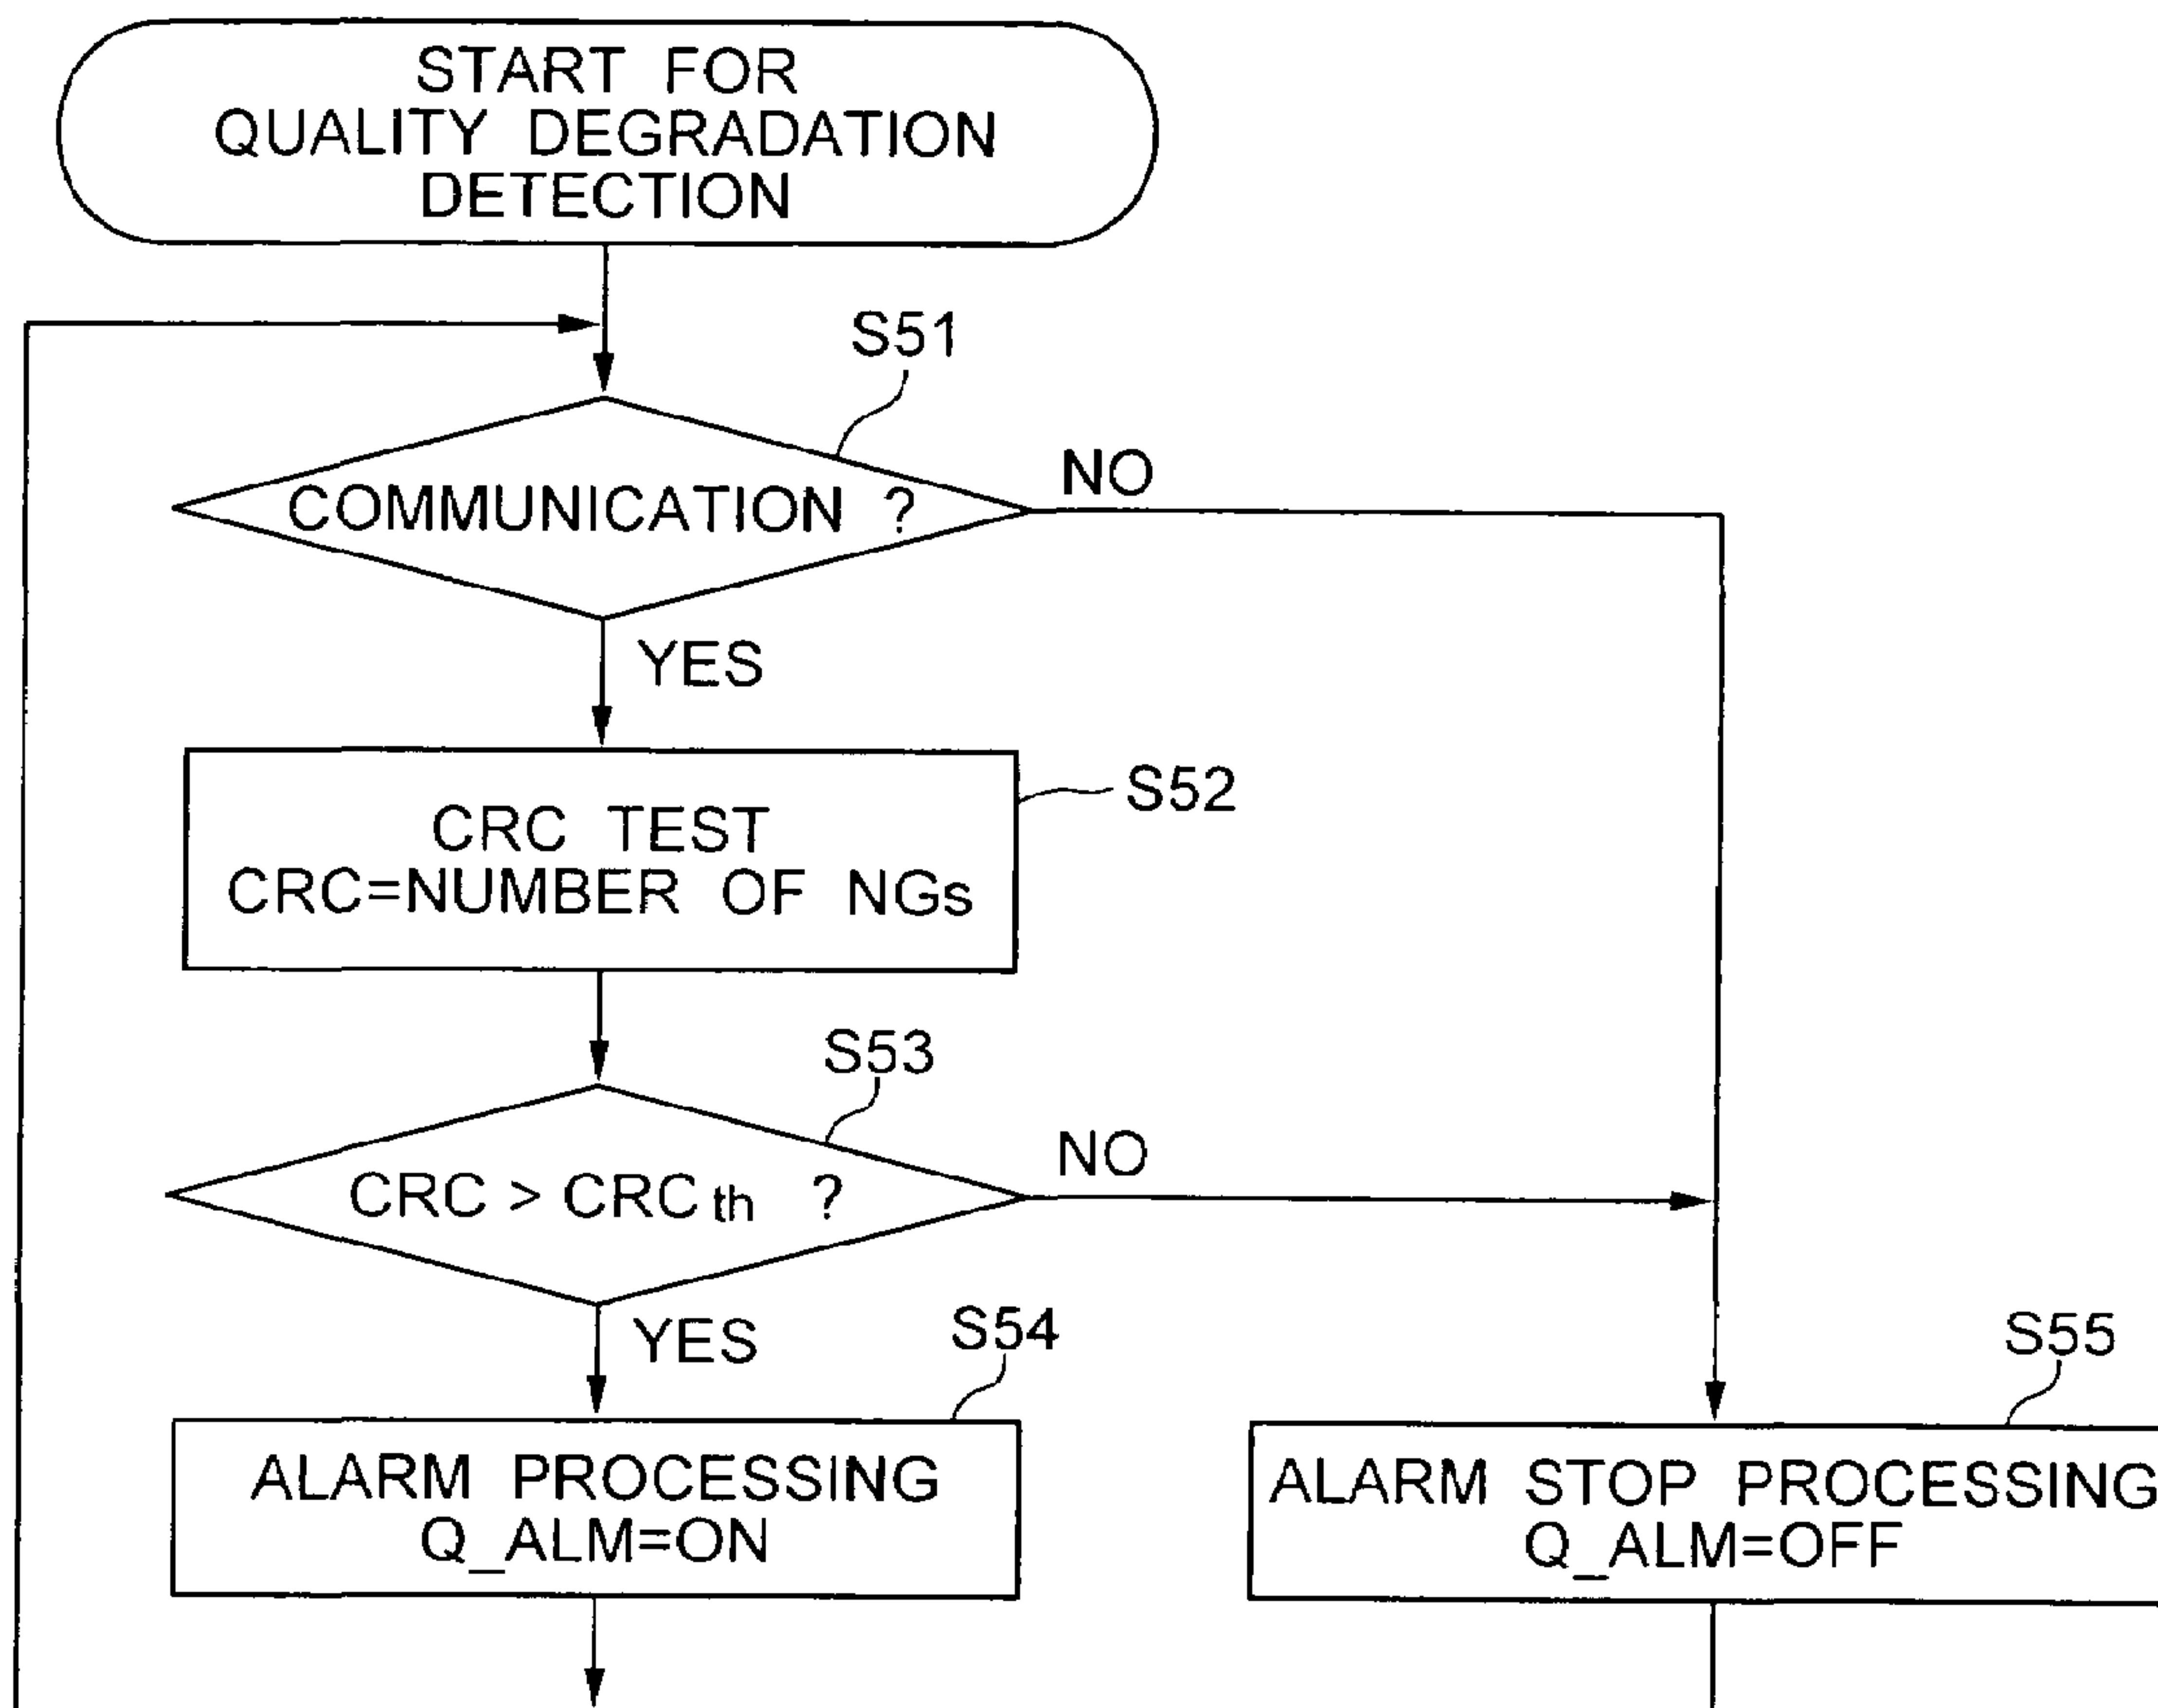 START FOR
QUALITY DEGRADATION
DETECTION
S51
COMMUNICATION ?
NO
YES
S52
CRC TEST
CRC=NUMBER OF NGs
S53
CRC > CRCth ?
NO
YES
S54
ALARM PROCESSING
Q_ALM=ON
S55
ALARM STOP PROCESSING
Q_ALM=OFF